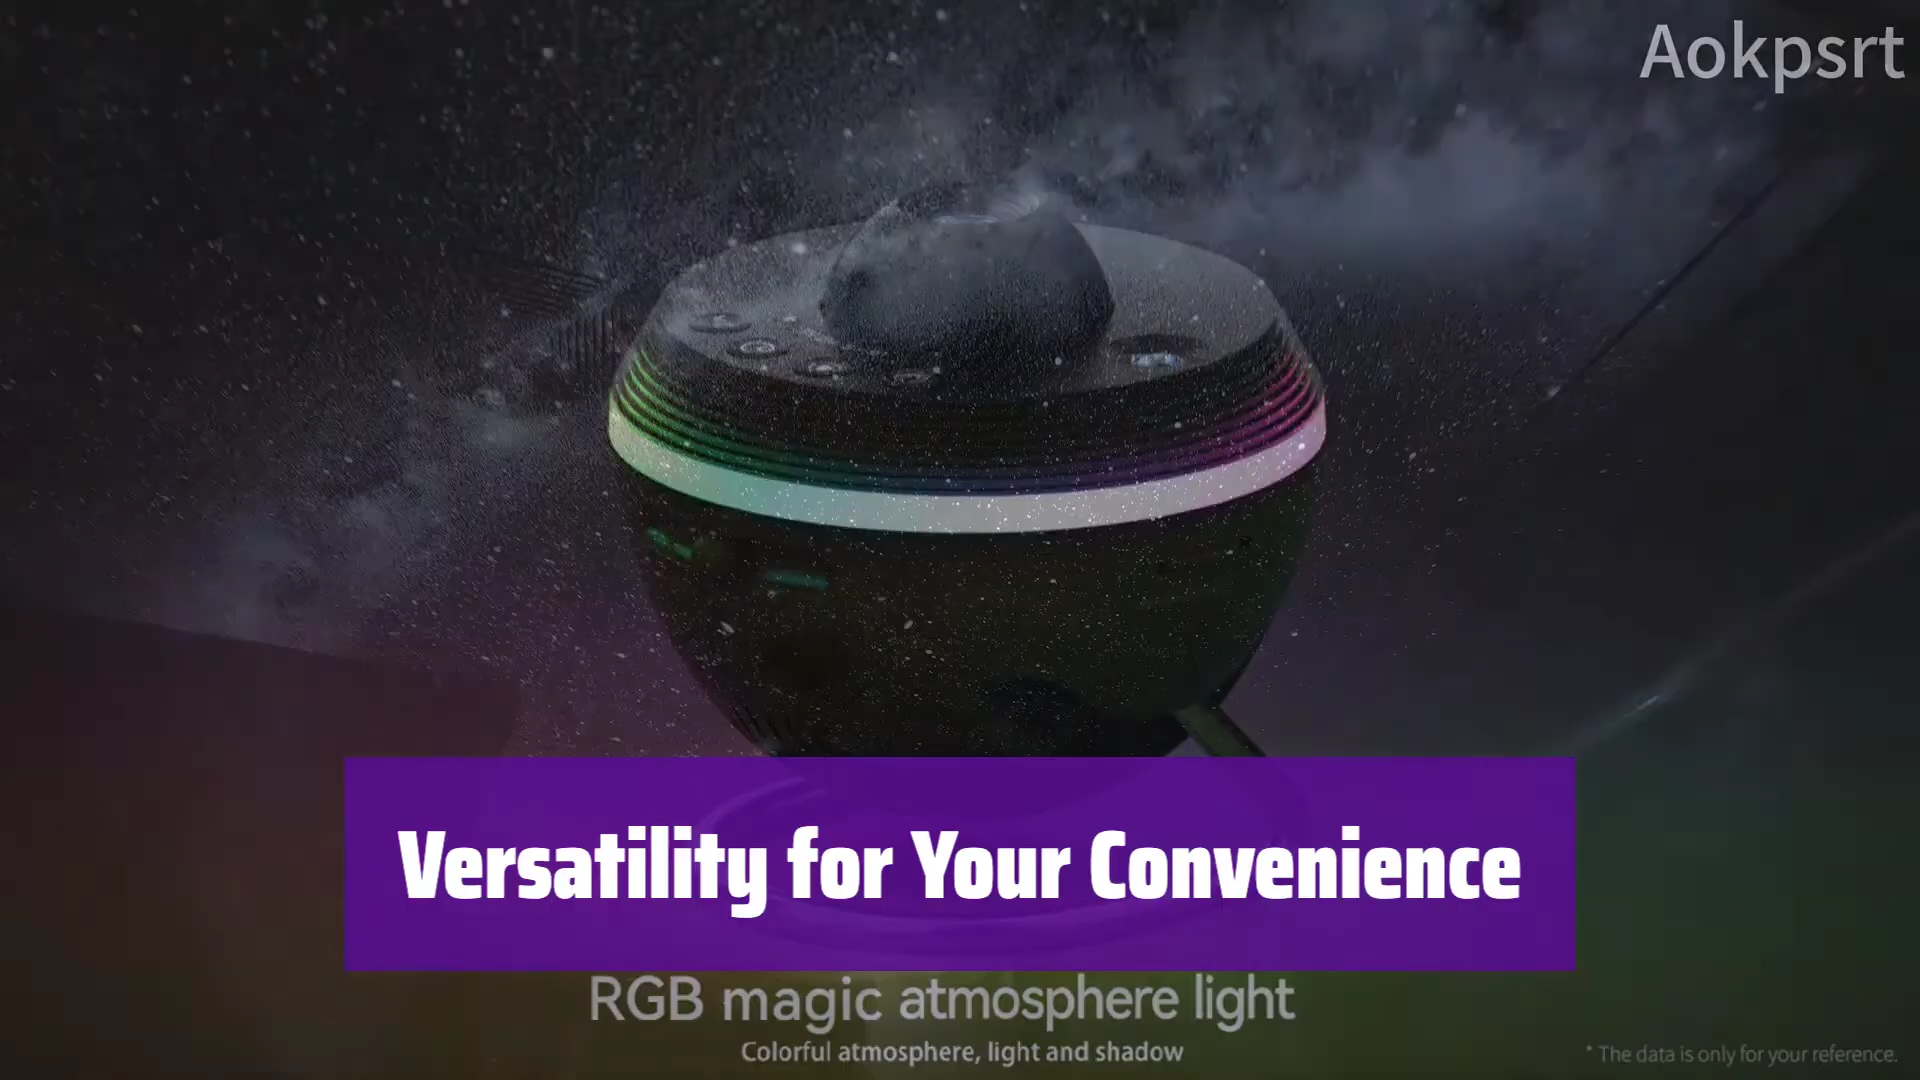 Aokpsrt
Versatility for Your Convenience
RGB magic atmosphere light
Colorful atmosphere, light and shadow
* The data is only for your reference.